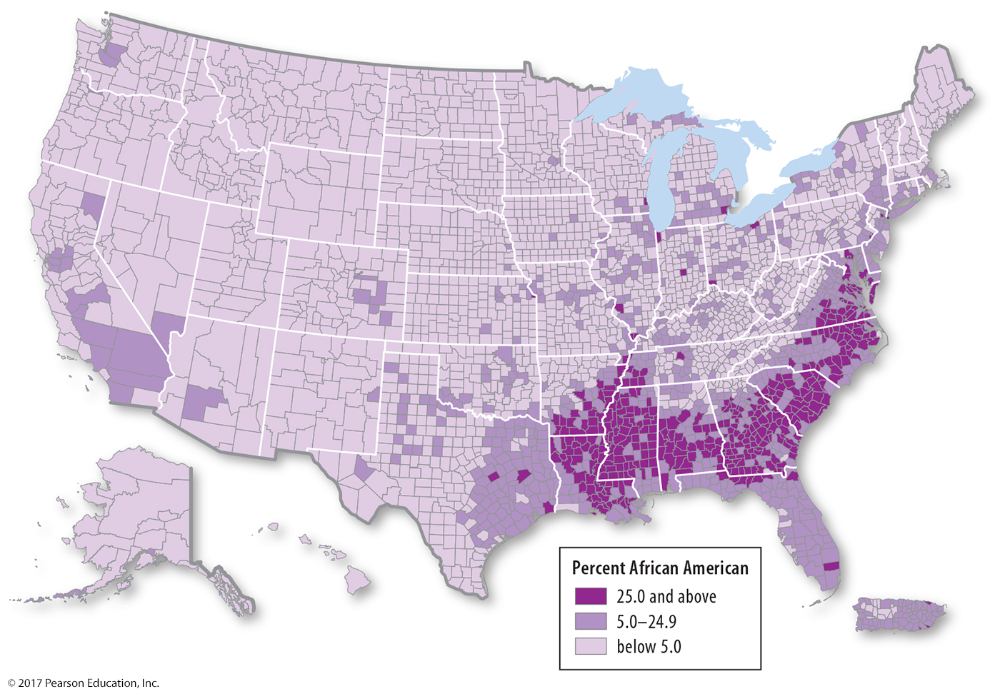 Percent African American
25.0 and above
5.0–24.9
below 5.0
© 2017 Pearson Education, Inc.